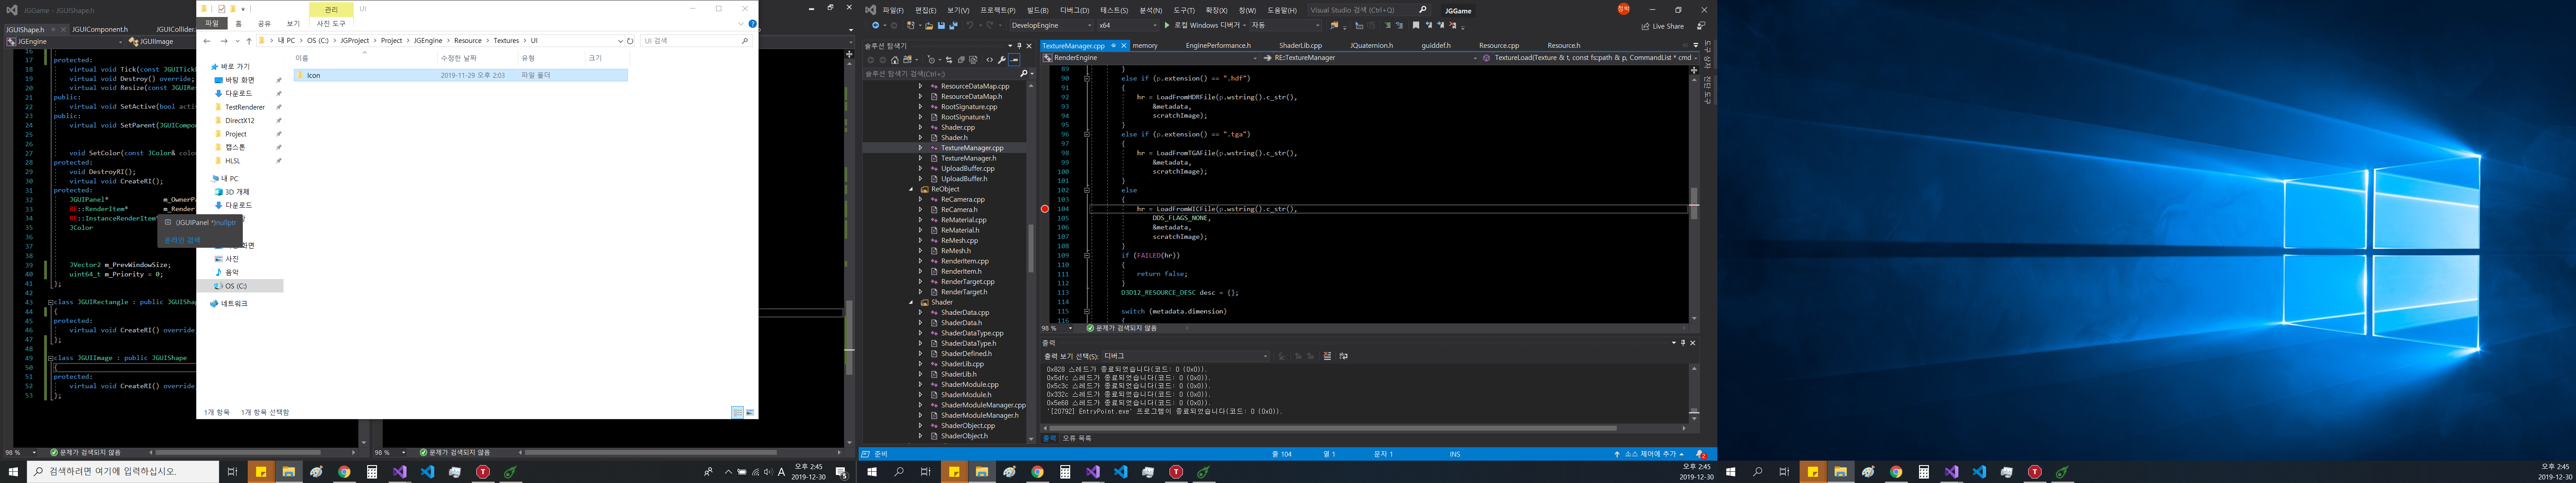 JGGame - JGUIShape.h
JGUIShape.h
JGUIComponent.h
JGUICollider.
JGEngine
JGUIImage
16
17 protected:
18 virtual void Tick(const JGUITick
19 virtual void Destroy() override;
20 virtual void Resize(const JGUIRes
21 public:
22 virtual void SetActive(bool activ
23 public:
24 virtual void SetParent(JGUICompon
25
26
27 void SetColor(const JColor& colo
28 protected:
29 void DestroyRI();
30 virtual void CreateRI();
31 protected:
32 JGUIPanel* m_OwnerPa
33 RE::RenderItem* m_Render
34 RE::InstanceRenderItem*
35 JColor
36
37
38
39 JVector2 m_PrevWindowSize;
40 uint64_t m_Priority = 0;
41 };
42
43 class JGUIRectangle : public JGUIShap
44 {
45 protected:
46 virtual void CreateRI() override
47 };
48
49 class JGUIImage : public JGUIShape
50 {
51 protected:
52 virtual void CreateRI() override
53 };
(JGUIPanel *)nullptr
온라인 검색
98 %
문제가 검색되지 않음
98 %
문제가 검색되지 않음
관리
UI
파일
홈
공유
보기
사진 도구
내 PC > OS (C:) > JGProject > Project > JGEngine > Resource > Textures > UI
UI 검색
이름
수정한 날짜
유형
크기
Icon
2019-11-29 오후 2:03
파일 폴더
바로 가기
바탕 화면
다운로드
TestRenderer
DirectX12
Project
캡스톤
HLSL
내 PC
3D 개체
다운로드
화면
사진
음악
OS (C:)
네트워크
1개 항목
1개 항목 선택함
검색하려면 여기에 입력하십시오.
A
오후 2:45
2019-12-30
5
파일(F)
편집(E)
보기(V)
프로젝트(P)
빌드(B)
디버그(D)
테스트(S)
분석(N)
도구(T)
확장(X)
창(W)
도움말(H)
Visual Studio 검색 (Ctrl+Q)
JGGame
DevelopEngine
x64
로컬 Windows 디버거
자동
Live Share
솔루션 탐색기
솔루션 탐색기 검색(Ctrl+;)
ResourceDataMap.cpp
ResourceDataMap.h
RootSignature.cpp
RootSignature.h
Shader.cpp
Shader.h
TextureManager.cpp
TextureManager.h
UploadBuffer.cpp
UploadBuffer.h
ReObject
ReCamera.cpp
ReCamera.h
ReMaterial.cpp
ReMaterial.h
ReMesh.cpp
ReMesh.h
RenderItem.cpp
RenderItem.h
RenderTarget.cpp
RenderTarget.h
Shader
ShaderData.cpp
ShaderData.h
ShaderDataType.cpp
ShaderDataType.h
ShaderDefined.h
ShaderLib.cpp
ShaderLib.h
ShaderModule.cpp
ShaderModule.h
ShaderModuleManager.cpp
ShaderModuleManager.h
ShaderObject.cpp
ShaderObject.h
TextureManager.cpp
memory
EnginePerformance.h
ShaderLib.cpp
JQuaternion.h
guiddef.h
Resource.cpp
Resource.h
RenderEngine
RE::TextureManager
TextureLoad(Texture & t, const fs::path & p, CommandList * cmd
도구 상자
진단 도구
89 }
90 else if (p.extension() == ".hdf")
91 {
92 hr = LoadFromHDRFile(p.wstring().c_str(),
93 &metadata,
94 scratchImage);
95 }
96 else if (p.extension() == ".tga")
97 {
98 hr = LoadFromTGAFile(p.wstring().c_str(),
99 &metadata,
100 scratchImage);
101 }
102 else
103 {
104 hr = LoadFromWICFile(p.wstring().c_str(),
105 DDS_FLAGS_NONE,
106 &metadata,
107 scratchImage);
108 }
109 if (FAILED(hr))
110 {
111 return false;
112 }
113 D3D12_RESOURCE_DESC desc = {};
114
115 switch (metadata.dimension)
116 {
98 %
문제가 검색되지 않음
출력
출력 보기 선택(S): 디버그
0x828 스레드가 종료되었습니다(코드: 0 (0x0)).
0x5dfc 스레드가 종료되었습니다(코드: 0 (0x0)).
0x5c3c 스레드가 종료되었습니다(코드: 0 (0x0)).
0x332c 스레드가 종료되었습니다(코드: 0 (0x0)).
0x5e68 스레드가 종료되었습니다(코드: 0 (0x0)).
'[20792] EntryPoint.exe' 프로그램이 종료되었습니다(코드: 0 (0x0)).
출력
오류 목록
준비
줄 104
열 1
문자 1
INS
소스 제어에 추가
2
오후 2:45
2019-12-30
오후 2:45
2019-12-30